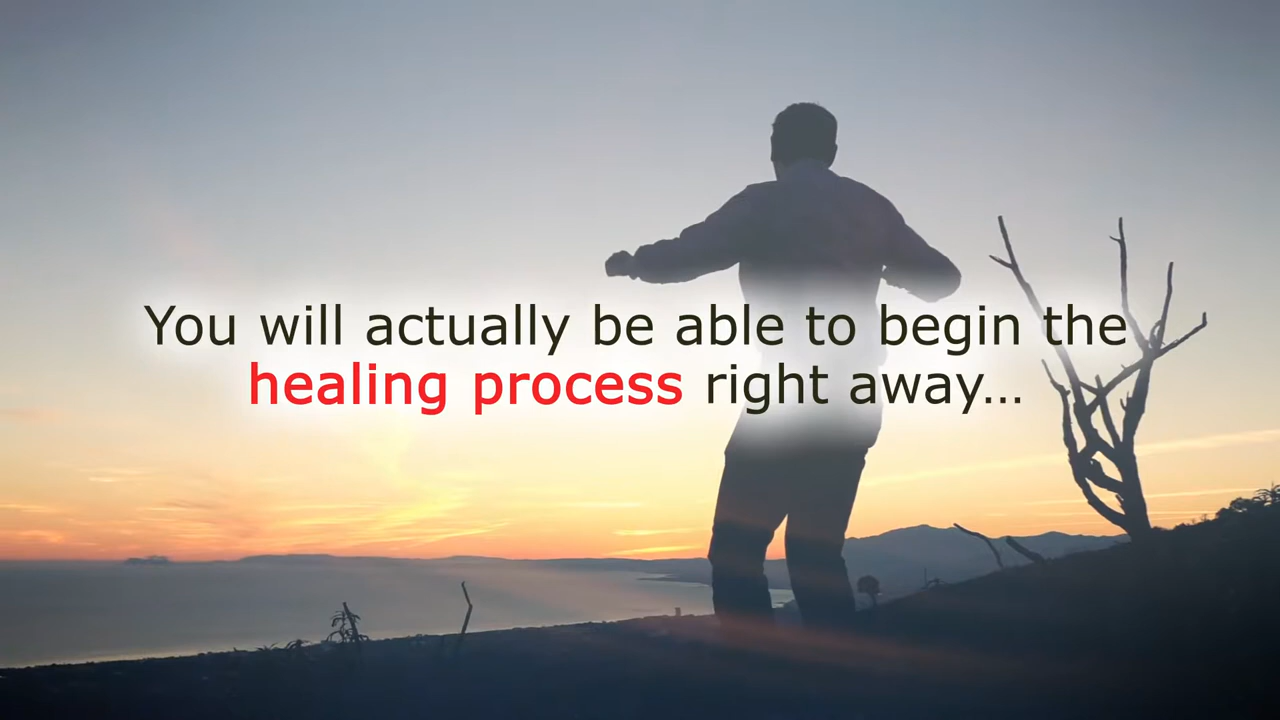 You will actually be able to begin the
healing process right away…